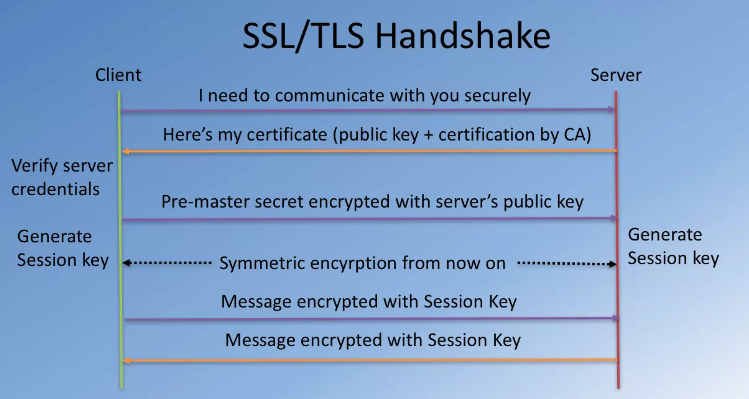 SSL/TLS Handshake
Client
Server
I need to communicate with you securely
Here's my certificate (public key + certification by CA)
Verify server
credentials
Pre-master secret encrypted with server's public key
Generate
Session key
Generate
Session key
Symmetric encyrption from now on
Message encrypted with Session Key
Message encrypted with Session Key